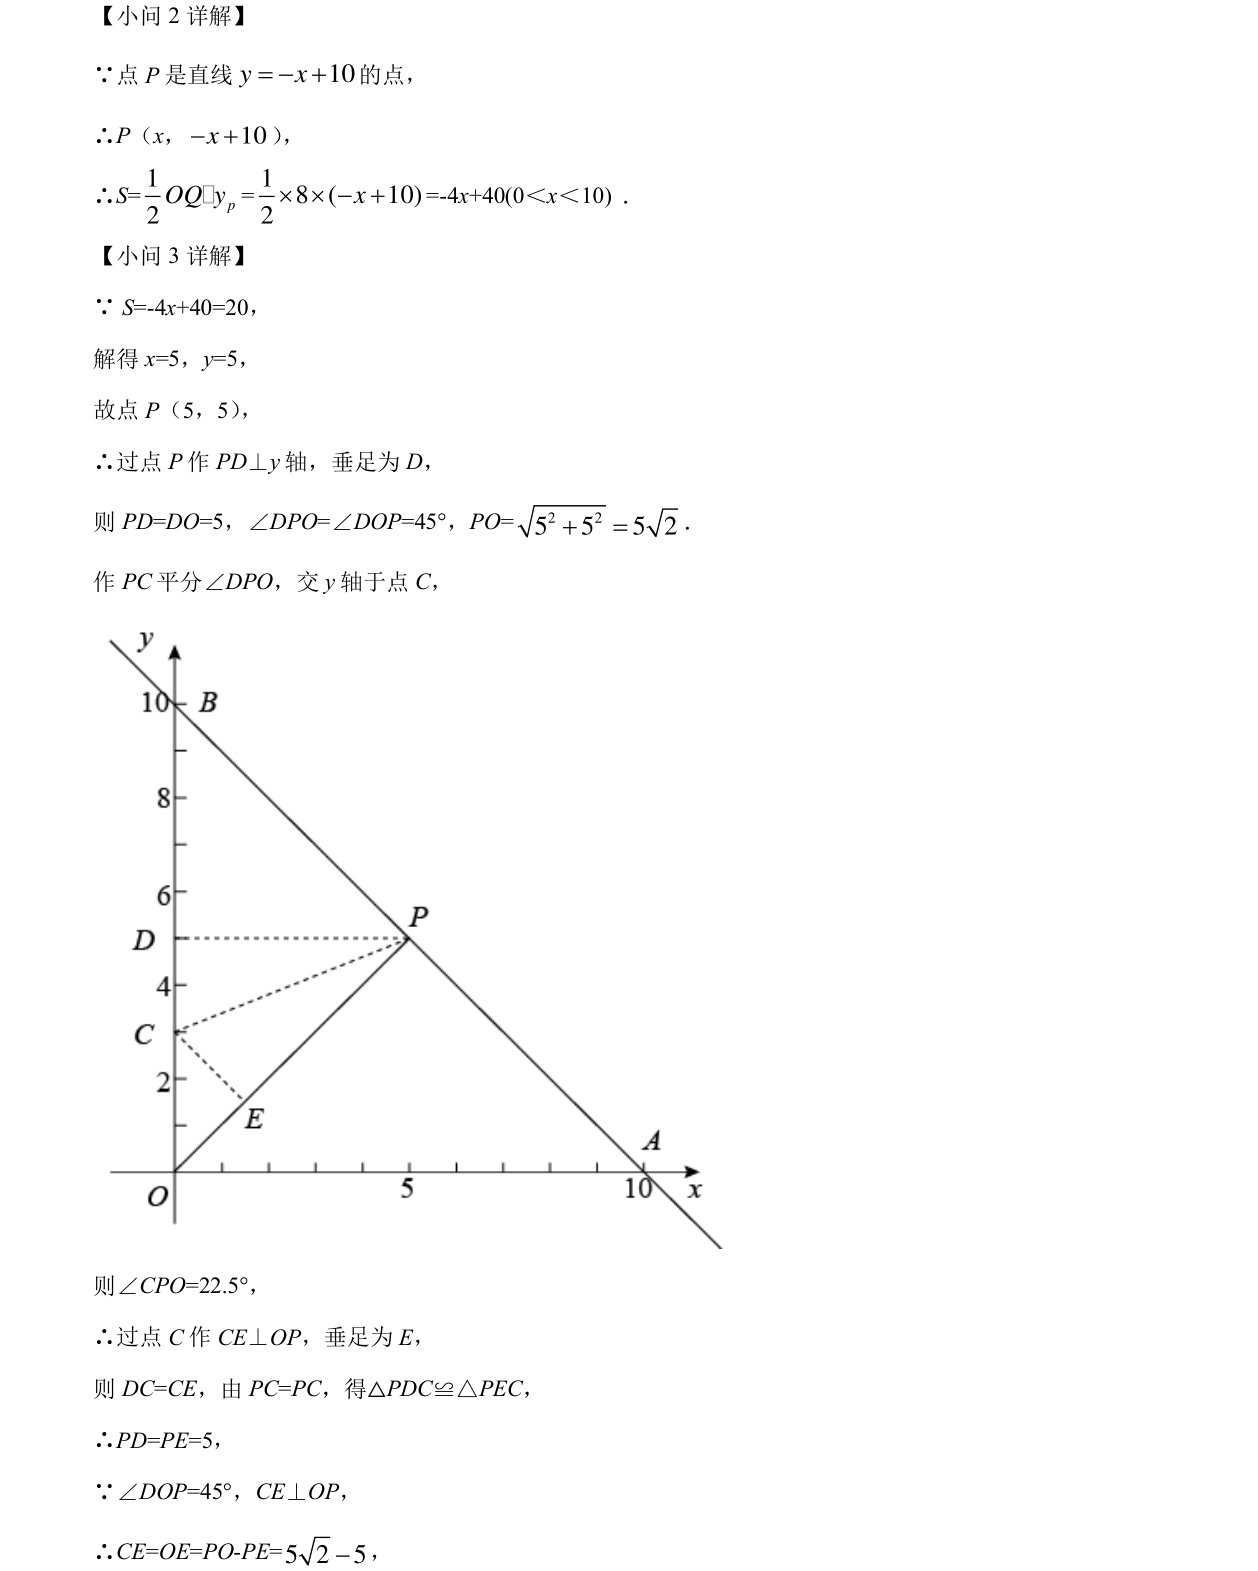 【小问 2 详解】
∵点 P 是直线 y = −x +10 的点，
∴P（x， −x +10 ），
∴S= 1/2 OQ□y_p = 1/2 ×8×(−x +10) =-4x+40(0＜x＜10) .
【小问 3 详解】
∵ S=-4x+40=20，
解得 x=5，y=5，
故点 P（5，5），
∴过点 P 作 PD⊥y 轴，垂足为 D，
则 PD=DO=5，∠DPO=∠DOP=45°，PO= √(5² + 5²) = 5√2 .
作 PC 平分∠DPO，交 y 轴于点 C，
y
10 B
8
6
P
D
4
C
2
E
A
O 5 10 x
则∠CPO=22.5°，
∴过点 C 作 CE⊥OP，垂足为 E，
则 DC=CE，由 PC=PC，得△PDC≌△PEC，
∴PD=PE=5，
∵∠DOP=45°，CE⊥OP，
∴CE=OE=PO-PE= 5√2 − 5，